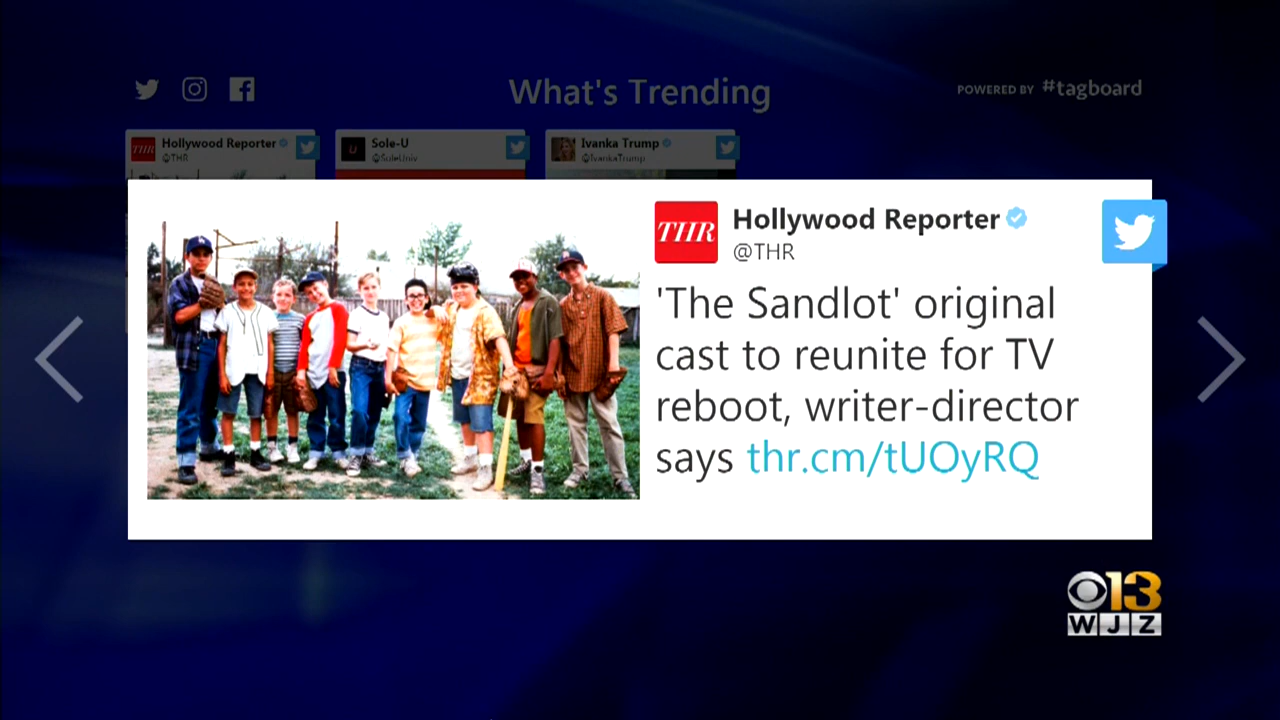 What's Trending
POWERED BY #tagboard
THR
Hollywood Reporter
@THR
U
Sole-U
@SoleUniv
Ivanka Trump
@IvankaTrump
THR
Hollywood Reporter
@THR
'The Sandlot' original
cast to reunite for TV
reboot, writer-director
says thr.cm/tUOyRQ
13
WJZ